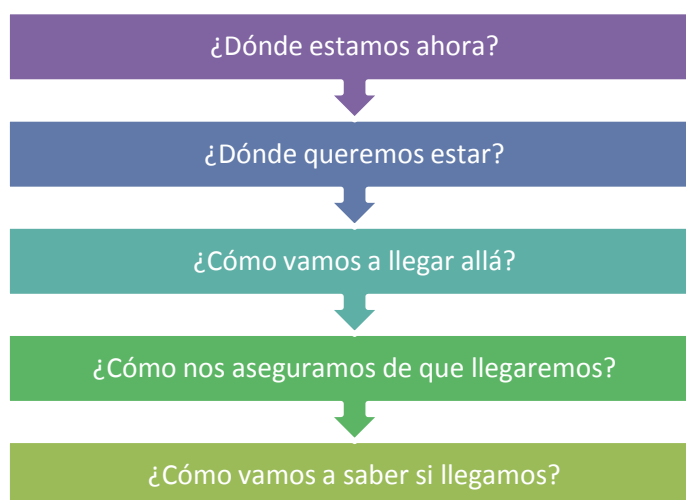 ¿Dónde estamos ahora?
¿Dónde queremos estar?
¿Cómo vamos a llegar allá?
¿Cómo nos aseguramos de que llegaremos?
¿Cómo vamos a saber si llegamos?